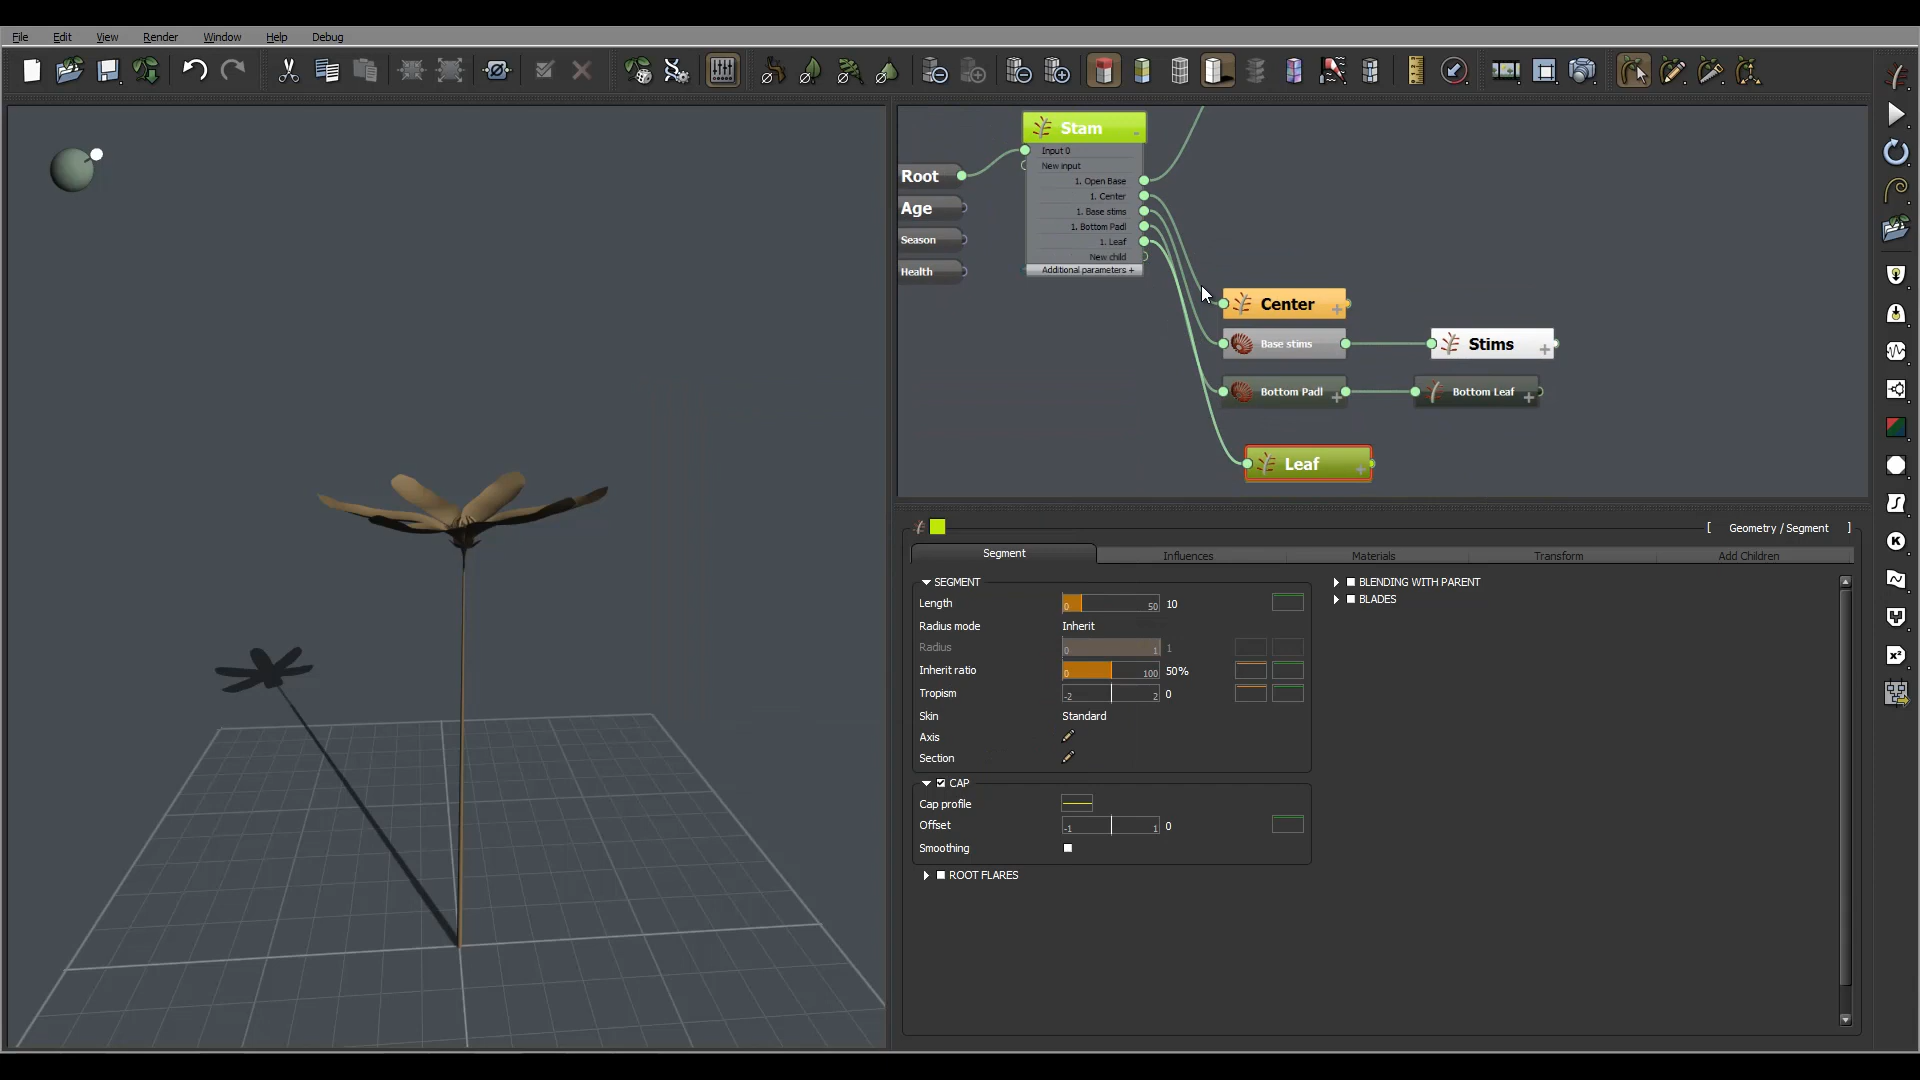 File Edit View Render Window Help Debug
Stam
Input 0
New input
1. Open Base
1. Center
1. Base stims
1. Bottom Padl
1. Leaf
New child
Additional parameters +
Root
Age
Season
Health
Center
Base stims
Stims
Bottom Padl
Bottom Leaf
Leaf
[ Geometry / Segment ]
Segment Influences Materials Transform Add Children
SEGMENT
Length 0 50 10
Radius mode Inherit
Radius 0 1 1
Inherit ratio 0 100 50%
Tropism -2 2 0
Skin Standard
Axis
Section
CAP
Cap profile
Offset -1 1 0
Smoothing
ROOT FLARES
BLENDING WITH PARENT
BLADES
K
x²